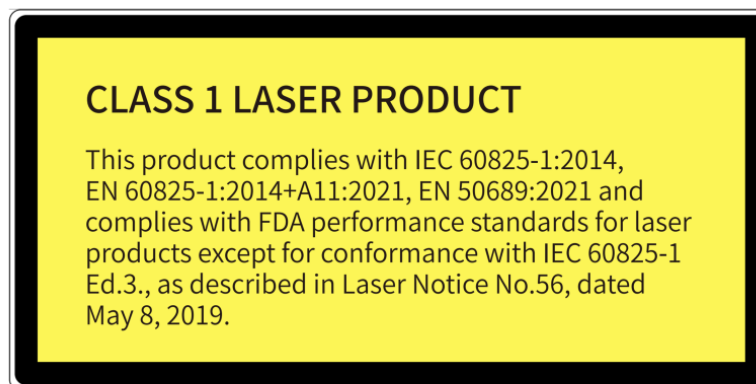 CLASS 1 LASER PRODUCT
This product complies with IEC 60825-1:2014,
EN 60825-1:2014+A11:2021, EN 50689:2021 and
complies with FDA performance standards for laser
products except for conformance with IEC 60825-1
Ed.3., as described in Laser Notice No.56, dated
May 8, 2019.